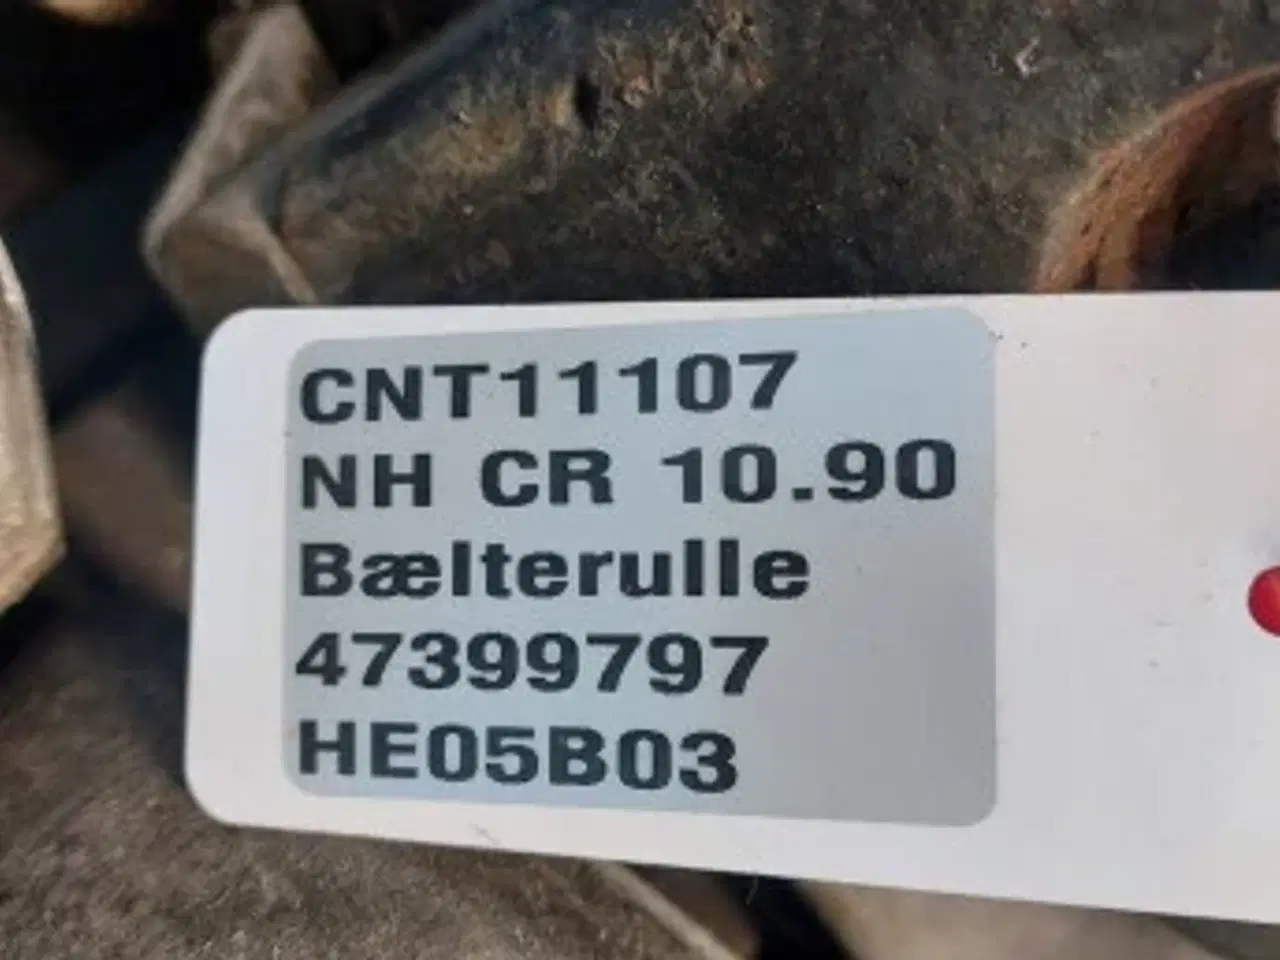 CNT11107
NH CR 10.90
Bælterulle
47399797
HE05B03